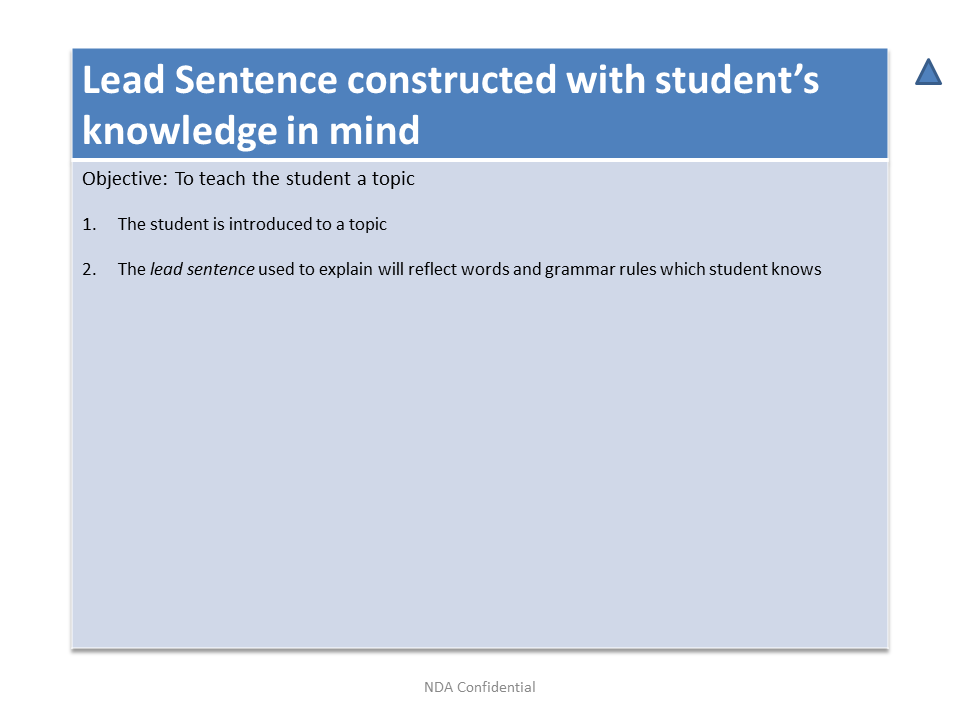 Lead Sentence constructed with student’s
knowledge in mind
Objective: To teach the student a topic
1. The student is introduced to a topic
2. The lead sentence used to explain will reflect words and grammar rules which student knows
NDA Confidential